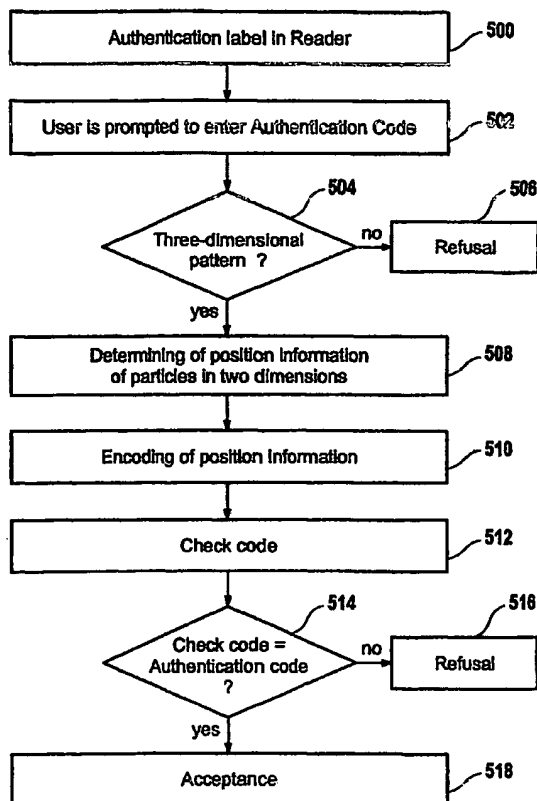 Authentication label in Reader
500
User is prompted to enter Authentication Code
502
504
Three-dimensional
pattern ?
no
506
Refusal
yes
Determining of position information
of particles in two dimensions
508
Encoding of position information
510
Check code
512
514
Check code =
Authentication code
?
no
516
Refusal
yes
Acceptance
518